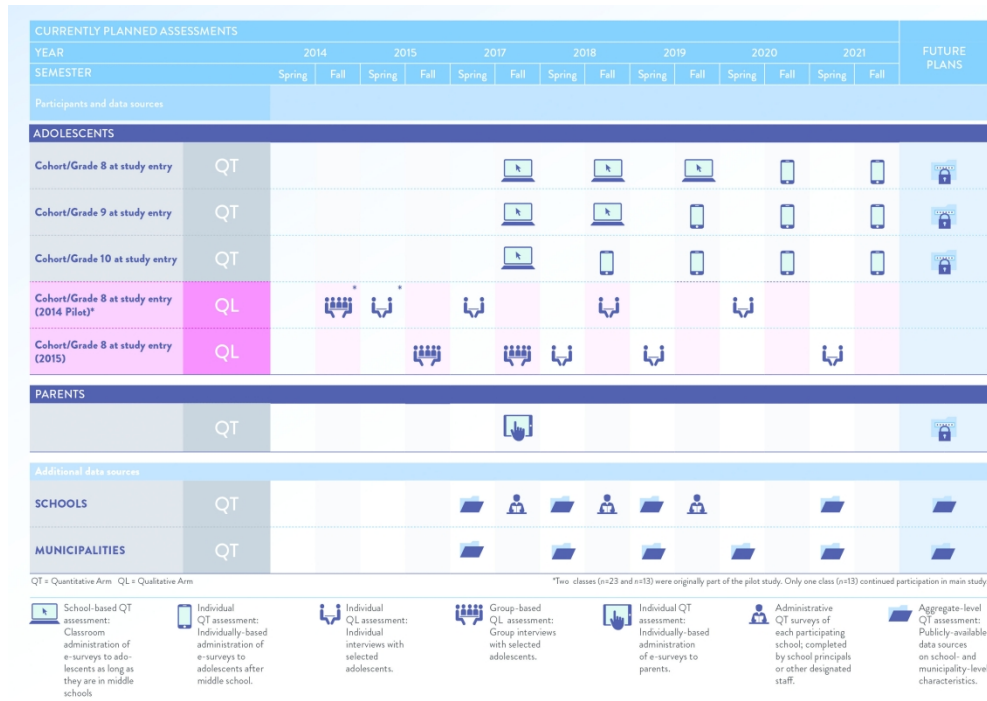 CURRENTLY PLANNED ASSESSMENTS
YEAR 2014 2015 2017 2018 2019 2020 2021 FUTURE PLANS
SEMESTER Spring Fall Spring Fall Spring Fall Spring Fall Spring Fall Spring Fall Spring Fall
Participants and data sources
ADOLESCENTS
Cohort/Grade 8 at study entry QT
Cohort/Grade 9 at study entry QT
Cohort/Grade 10 at study entry QT
Cohort/Grade 8 at study entry (2014 Pilot)* QL * *
Cohort/Grade 8 at study entry (2015) QL
PARENTS
QT
Additional data sources
SCHOOLS QT
MUNICIPALITIES QT
QT = Quantitative Arm QL = Qualitative Arm
*Two classes (n=23 and n=13) were originally part of the pilot study. Only one class (n=13) continued participation in main study.
School-based QT
assessment:
Classroom
administration of
e-surveys to ado-
lescents as long as
they are in middle
schools
Individual
QT assessment:
Individually-based
administration of
e-surveys to
adolescents after
middle school.
Individual
QL assessment:
Individual
interviews with
selected
adolescents.
Group-based
QL assessment:
Group interviews
with selected
adolescents.
Individual QT
assessment:
Individually-based
administration
of e-surveys to
parents.
Administrative
QT surveys of
each participating
school; completed
by school principals
or other designated
staff.
Aggregate-level
QT assessment:
Publicly-available
data sources
on school- and
municipality-level
characteristics.